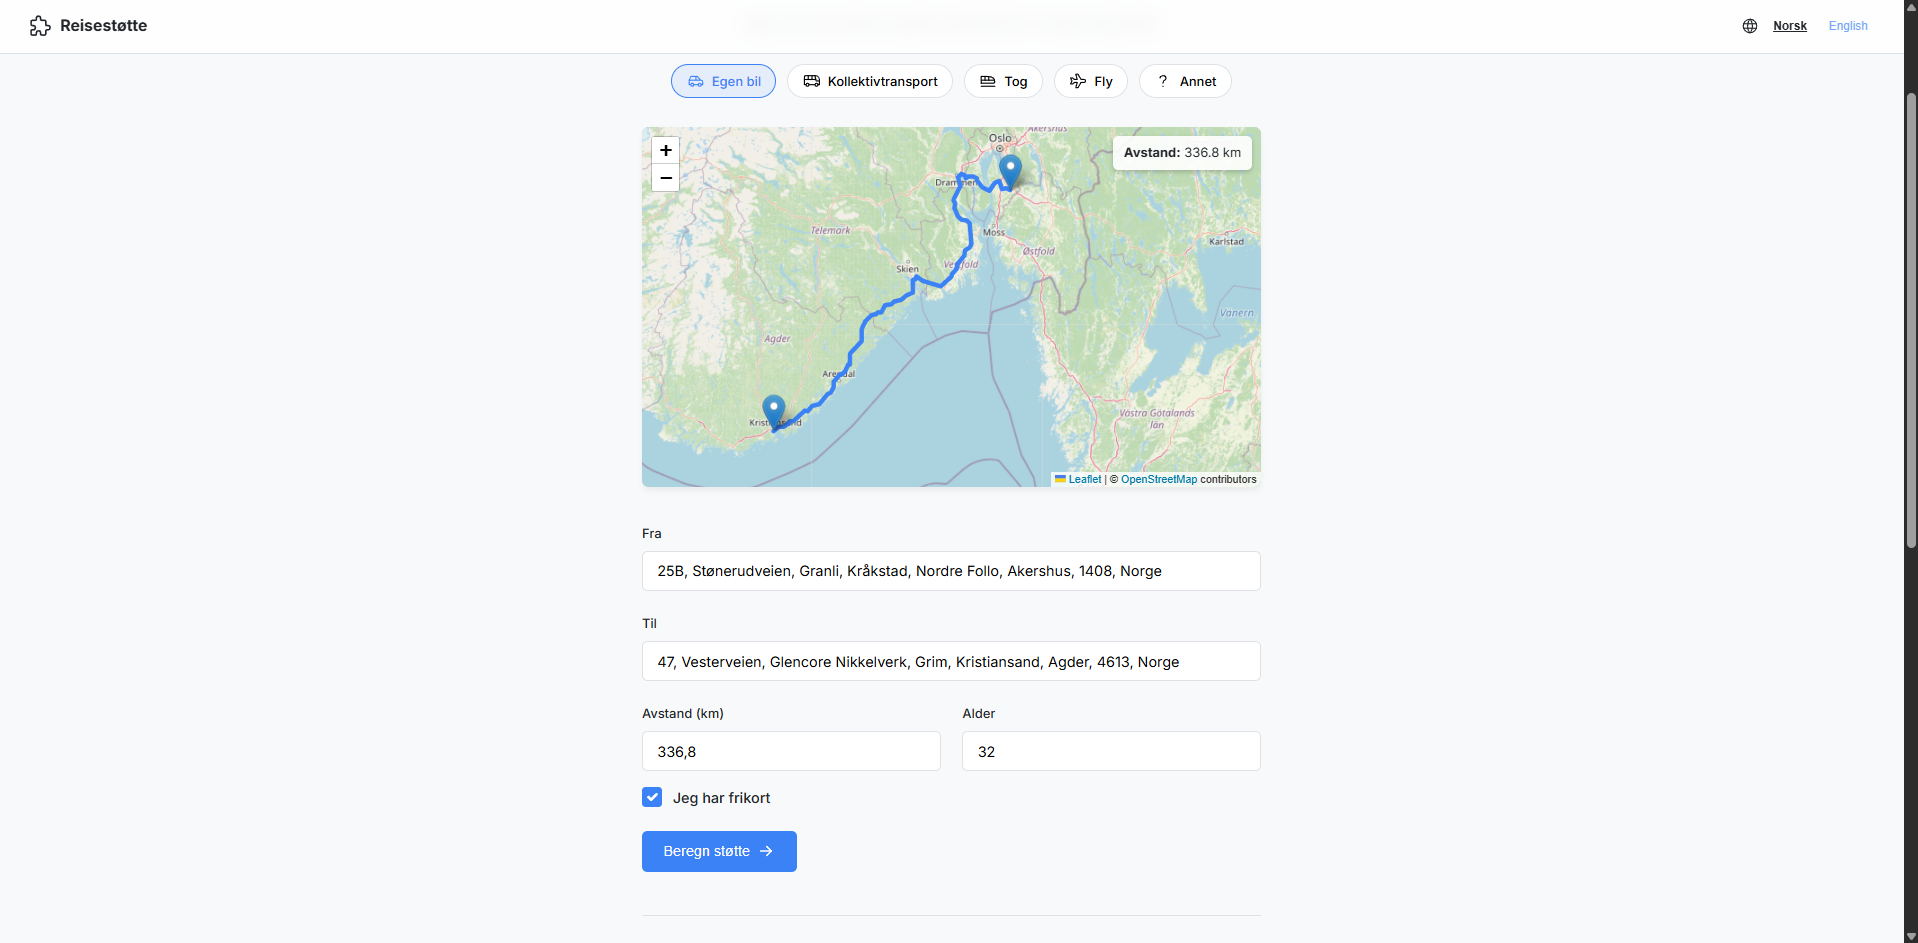 Reisestøtte
Norsk English
Egen bil Kollektivtransport Tog Fly ? Annet
+
−
Avstand: 336.8 km
Akershus
Oslo
Drammen
Telemark
Moss
Østfold
Karlstad
Skien
Vestfold
Vänern
Agder
Arendal
Västra Götalands
län
Kristiansand
Leaflet | © OpenStreetMap contributors
Fra
25B, Stønerudveien, Granli, Kråkstad, Nordre Follo, Akershus, 1408, Norge
Til
47, Vesterveien, Glencore Nikkelverk, Grim, Kristiansand, Agder, 4613, Norge
Avstand (km) Alder
336,8 32
Jeg har frikort
Beregn støtte →